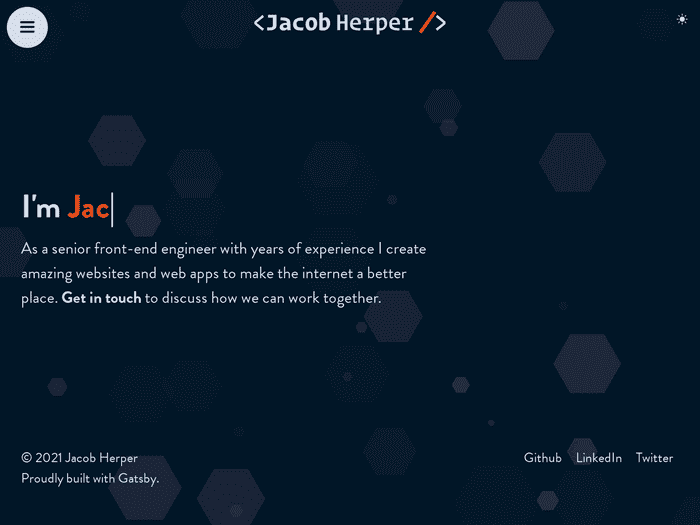 <Jacob Herper />
I'm Jac
As a senior front-end engineer with years of experience I create
amazing websites and web apps to make the internet a better
place. Get in touch to discuss how we can work together.
© 2021 Jacob Herper
Proudly built with Gatsby.
Github LinkedIn Twitter